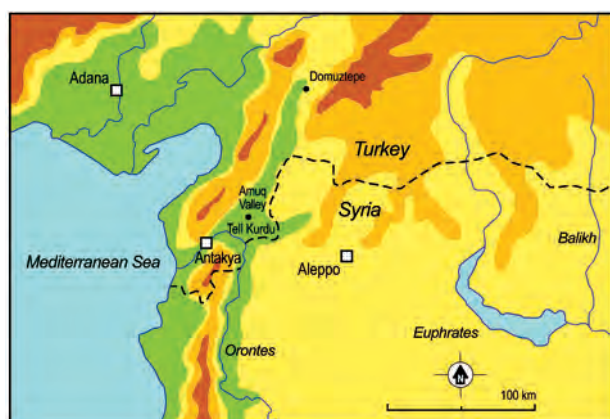 Adana
Domuztepe
Turkey
Amuq
Valley
Syria
Tell Kurdu
Balikh
Mediterranean Sea
Antakya
Aleppo
Euphrates
Orontes
N
100 km